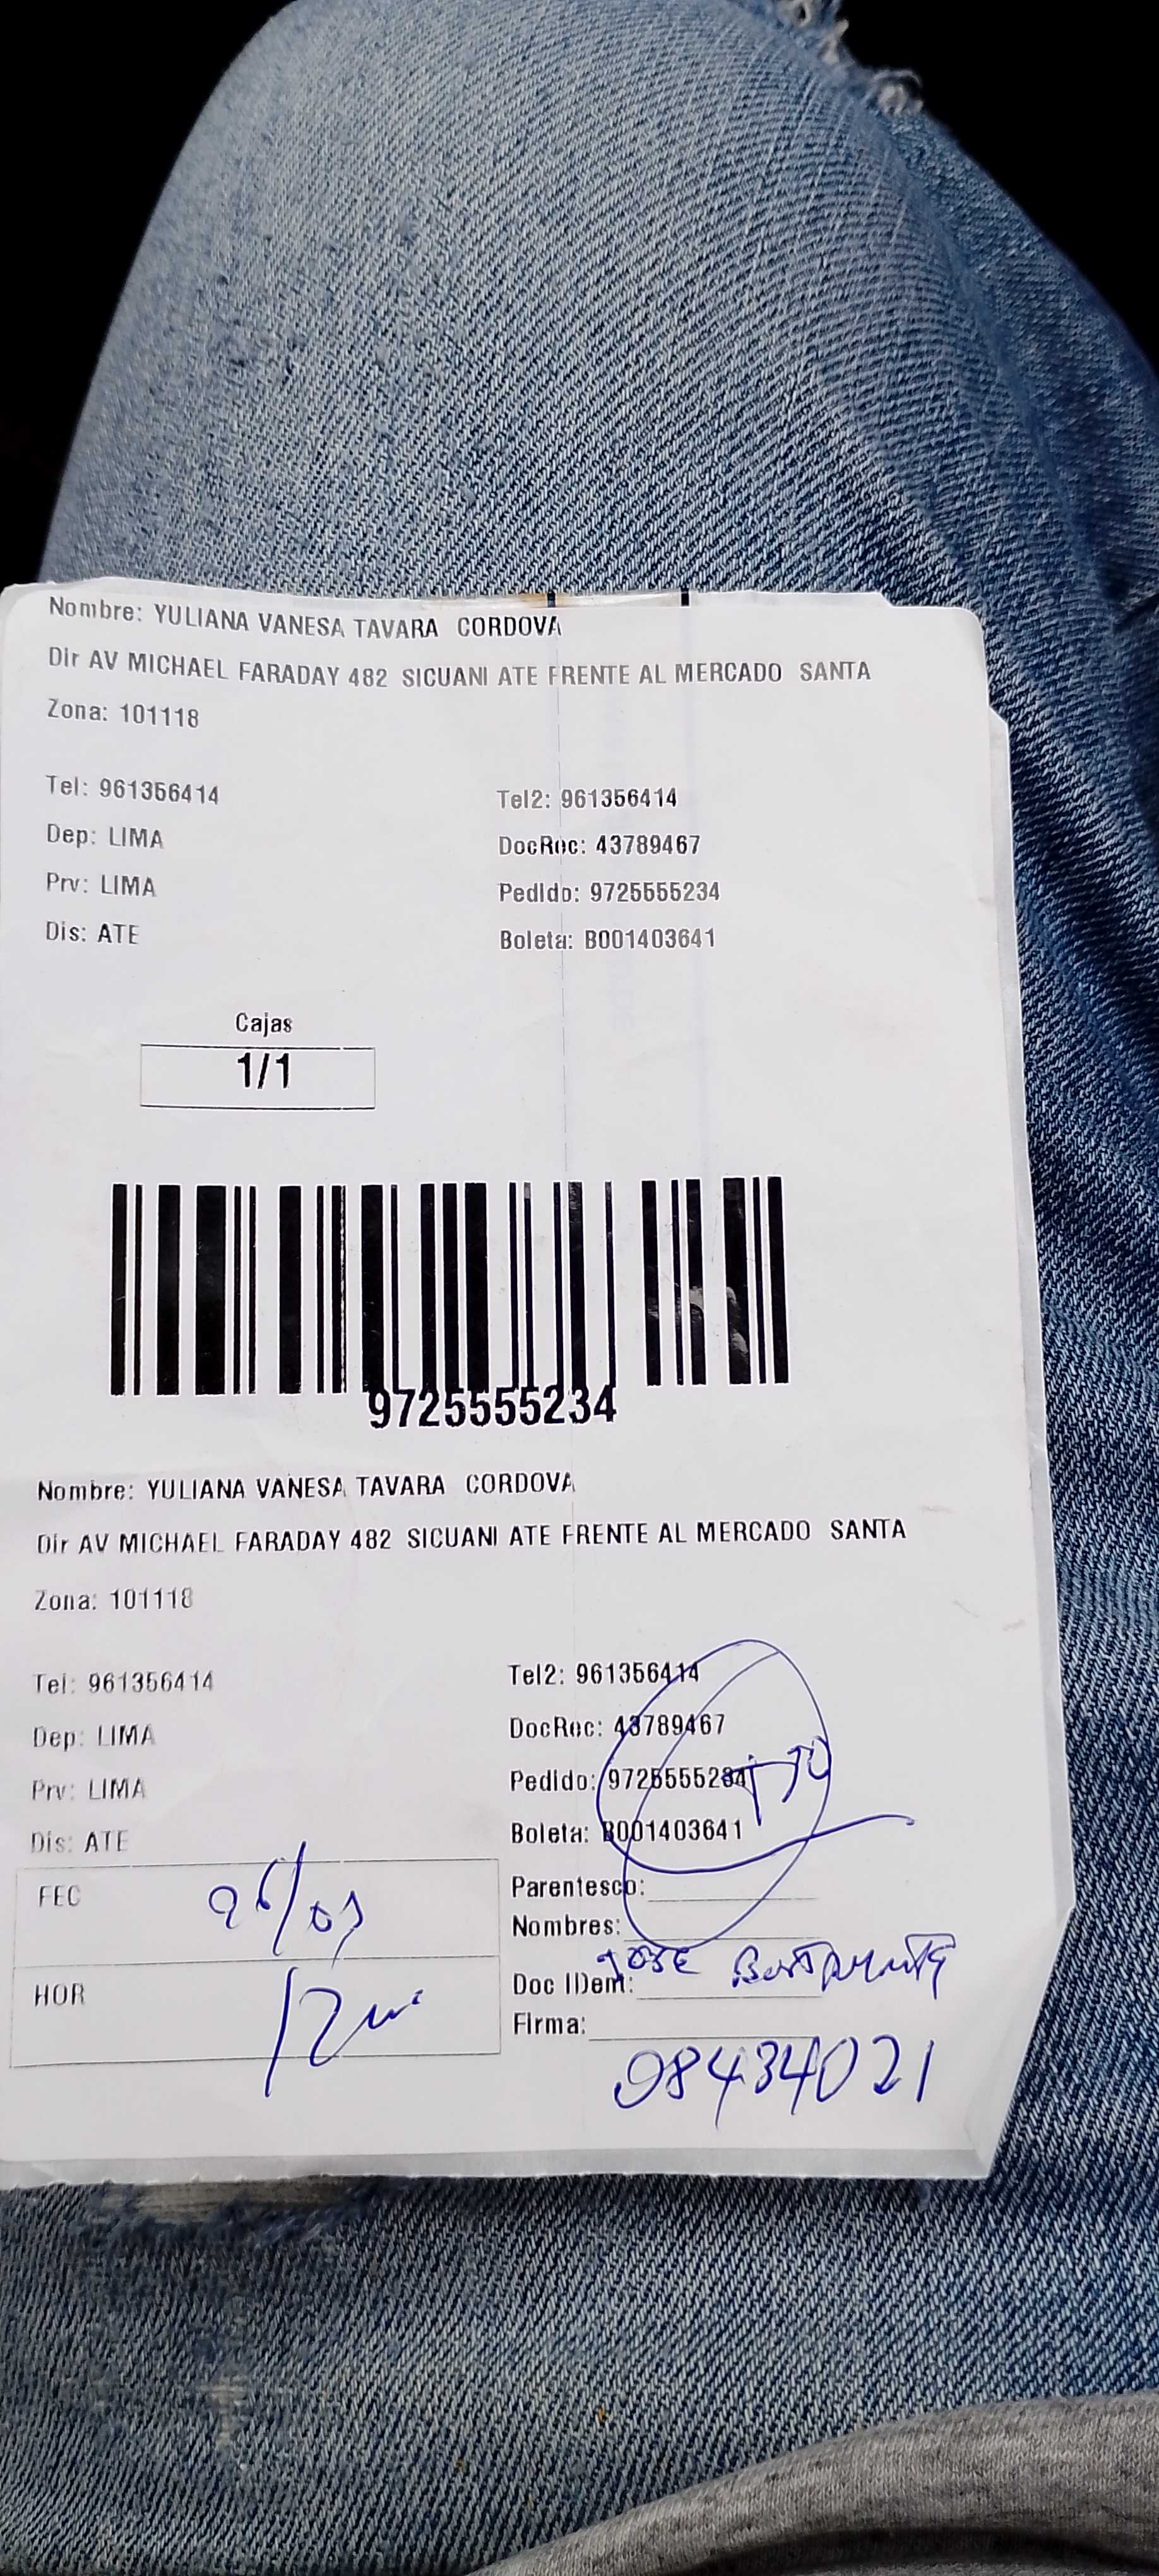 Nombre: YULIANA VANESA TAVARA CORDOVA
Dir AV MICHAEL FARADAY 482 SICUANI ATE FRENTE AL MERCADO SANTA
Zona: 101118
Tel: 961356414 Tel2: 961356414
Dep: LIMA DocRec: 43789467
Prv: LIMA Pedido: 9725555234
Dis: ATE Boleta: B001403641
Cajas
1/1
9725555234
Nombre: YULIANA VANESA TAVARA CORDOVA
Dir AV MICHAEL FARADAY 482 SICUANI ATE FRENTE AL MERCADO SANTA
Zona: 101118
Tel: 961356414 Tel2: 961356414
Dep: LIMA DocRec: 43789467
Prv: LIMA Pedido: 9725555234
Dis: ATE Boleta: B001403641
FEC Parentesco:
Nombres:
JOSE
HOR Doc IDent:
Firma:
08434021